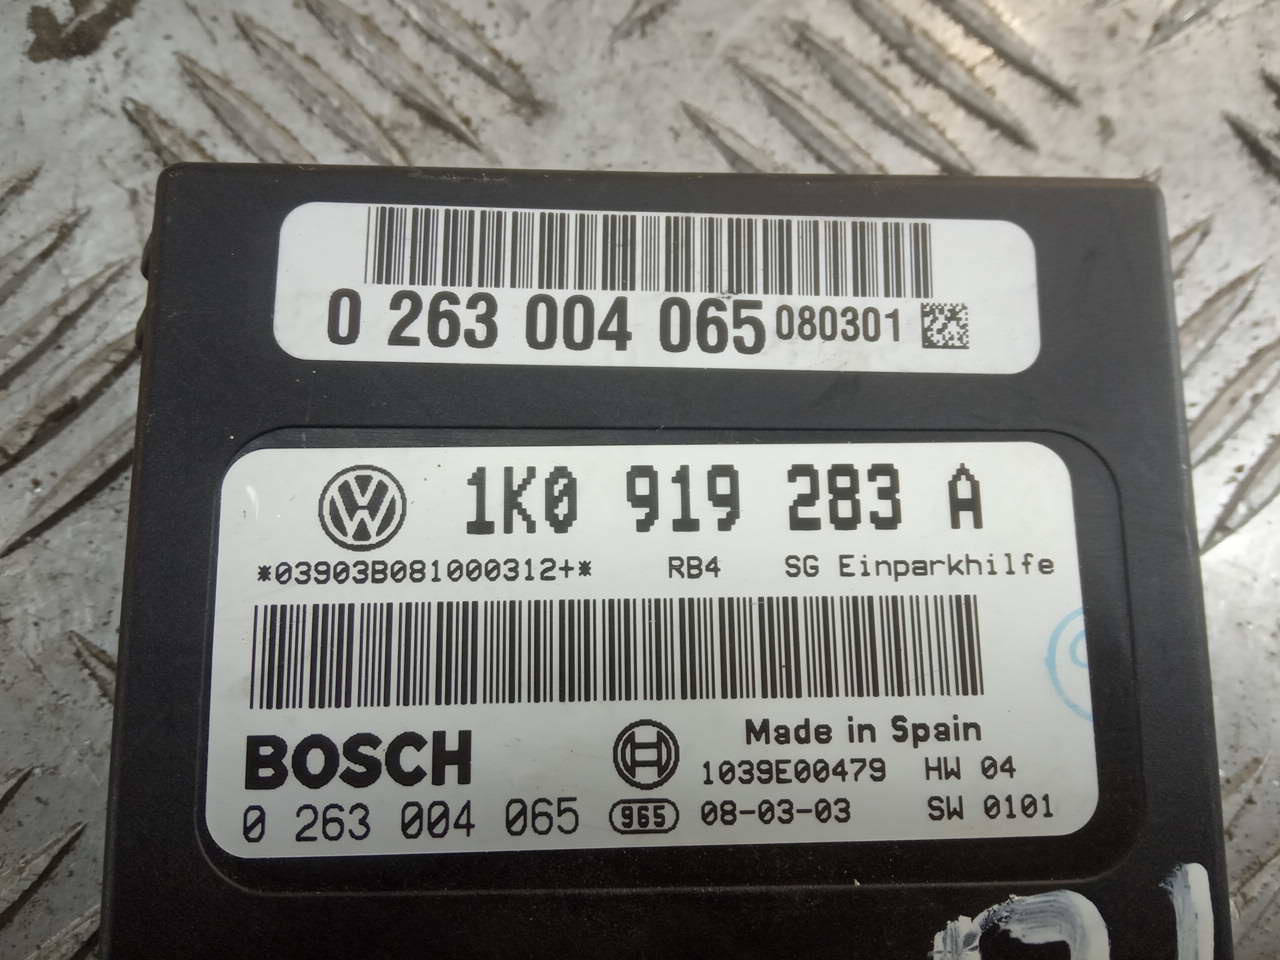 0 263 004 065 080301
1K0 919 283 A
*03903B081000312+* RB4 SG Einparkhilfe
BOSCH Made in Spain
1039E00479 HW 04
0 263 004 065 965 08-03-03 SW 0101